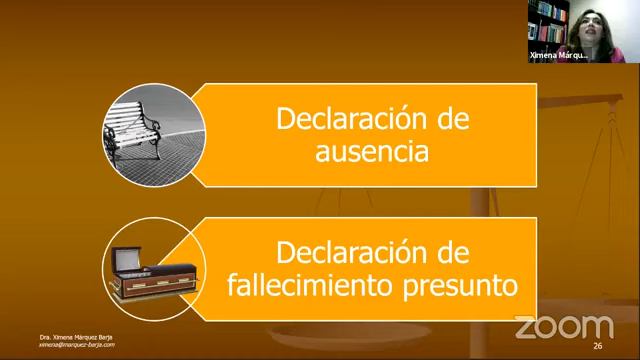 Ximena Márqu...
Declaración de
ausencia
Declaración de
fallecimiento presunto
Dra. Ximena Márquez Barja
ximena@marquez-barja.com
zoom
26